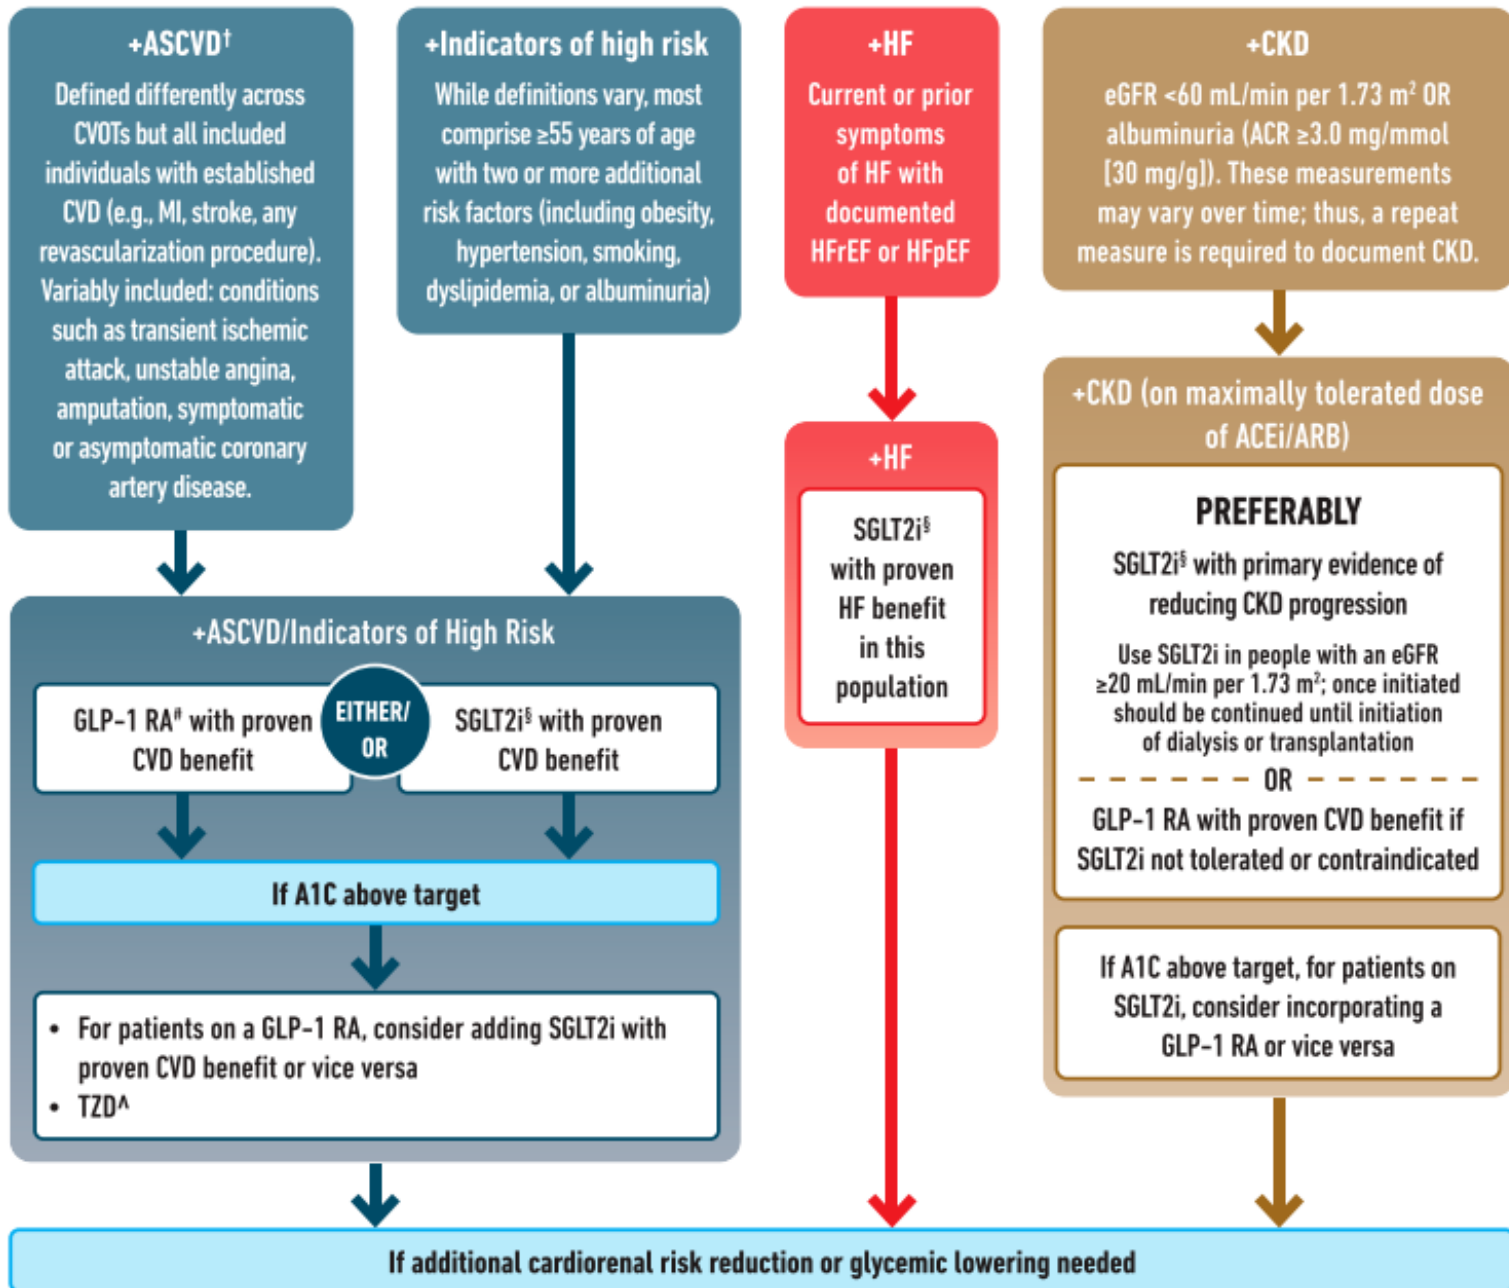 +ASCVD†
Defined differently across
CVOTs but all included
individuals with established
CVD (e.g., MI, stroke, any
revascularization procedure).
Variably included: conditions
such as transient ischemic
attack, unstable angina,
amputation, symptomatic
or asymptomatic coronary
artery disease.
+Indicators of high risk
While definitions vary, most
comprise ≥55 years of age
with two or more additional
risk factors (including obesity,
hypertension, smoking,
dyslipidemia, or albuminuria)
+HF
Current or prior
symptoms
of HF with
documented
HFrEF or HFpEF
+CKD
eGFR <60 mL/min per 1.73 m² OR
albuminuria (ACR ≥3.0 mg/mmol
[30 mg/g]). These measurements
may vary over time; thus, a repeat
measure is required to document CKD.
+ASCVD/Indicators of High Risk
GLP-1 RA# with proven
CVD benefit
EITHER/
OR
SGLT2i§ with proven
CVD benefit
If A1C above target
• For patients on a GLP-1 RA, consider adding SGLT2i with
proven CVD benefit or vice versa
• TZD^
+HF
SGLT2i§
with proven
HF benefit
in this
population
+CKD (on maximally tolerated dose
of ACEi/ARB)
PREFERABLY
SGLT2i§ with primary evidence of
reducing CKD progression
Use SGLT2i in people with an eGFR
≥20 mL/min per 1.73 m²; once initiated
should be continued until initiation
of dialysis or transplantation
OR
GLP-1 RA with proven CVD benefit if
SGLT2i not tolerated or contraindicated
If A1C above target, for patients on
SGLT2i, consider incorporating a
GLP-1 RA or vice versa
If additional cardiorenal risk reduction or glycemic lowering needed